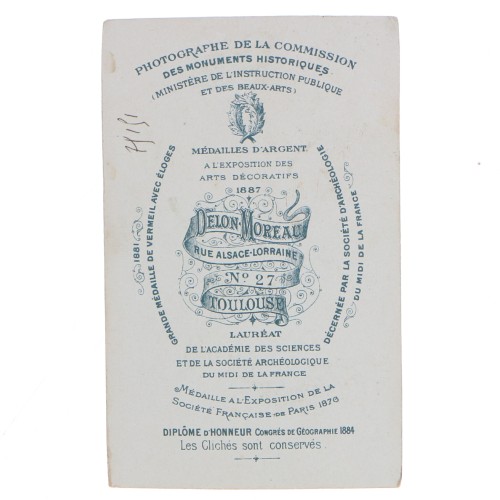 PHOTOGRAPHE DE LA COMMISSION
DES MONUMENTS HISTORIQUES
(MINISTÈRE DE L'INSTRUCTION PUBLIQUE
ET DES BEAUX-ARTS)
MÉDAILLES D'ARGENT
A L'EXPOSITION DES
ARTS DÉCORATIFS
1887
1881
GRANDE MÉDAILLE DE VERMEIL AVEC ÉLOGES
DÉCERNÉE PAR LA SOCIÉTÉ D'ARCHÉOLOGIE
DU MIDI DE LA FRANCE
DELON-MOREAU
RUE ALSACE-LORRAINE
No 27
TOULOUSE
LAURÉAT
DE L'ACADÉMIE DES SCIENCES
ET DE LA SOCIÉTÉ ARCHÉOLOGIQUE
DU MIDI DE LA FRANCE
MÉDAILLE A L'EXPOSITION DE LA
SOCIÉTÉ FRANÇAISE DE PARIS 1876
DIPLÔME D'HONNEUR CONGRÈS DE GÉOGRAPHIE 1884
Les Clichés sont conservés.